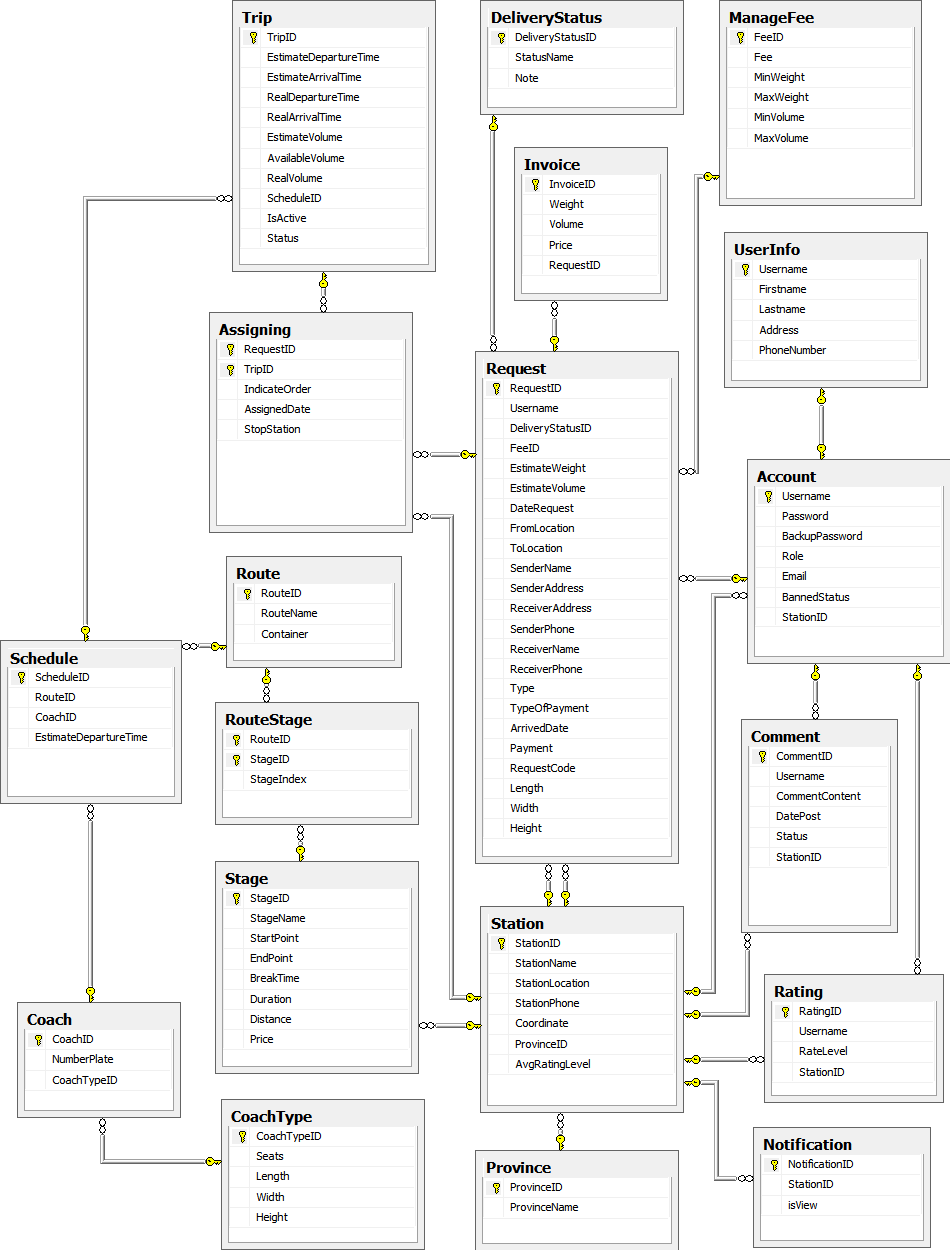 Trip
TripID
EstimateDepartureTime
EstimateArrivalTime
RealDepartureTime
RealArrivalTime
EstimateVolume
AvailableVolume
RealVolume
ScheduleID
IsActive
Status
DeliveryStatus
DeliveryStatusID
StatusName
Note
ManageFee
FeeID
Fee
MinWeight
MaxWeight
MinVolume
MaxVolume
Invoice
InvoiceID
Weight
Volume
Price
RequestID
UserInfo
Username
Firstname
Lastname
Address
PhoneNumber
Assigning
RequestID
TripID
IndicateOrder
AssignedDate
StopStation
Request
RequestID
Username
DeliveryStatusID
FeeID
EstimateWeight
EstimateVolume
DateRequest
FromLocation
ToLocation
SenderName
SenderAddress
ReceiverAddress
SenderPhone
ReceiverName
ReceiverPhone
Type
TypeOfPayment
ArrivedDate
Payment
RequestCode
Length
Width
Height
Account
Username
Password
BackupPassword
Role
Email
BannedStatus
StationID
Route
RouteID
RouteName
Container
Schedule
ScheduleID
RouteID
CoachID
EstimateDepartureTime
RouteStage
RouteID
StageID
StageIndex
Comment
CommentID
Username
CommentContent
DatePost
Status
StationID
Stage
StageID
StageName
StartPoint
EndPoint
BreakTime
Duration
Distance
Price
Station
StationID
StationName
StationLocation
StationPhone
Coordinate
ProvinceID
AvgRatingLevel
Rating
RatingID
Username
RateLevel
StationID
Coach
CoachID
NumberPlate
CoachTypeID
CoachType
CoachTypeID
Seats
Length
Width
Height
Province
ProvinceID
ProvinceName
Notification
NotificationID
StationID
isView